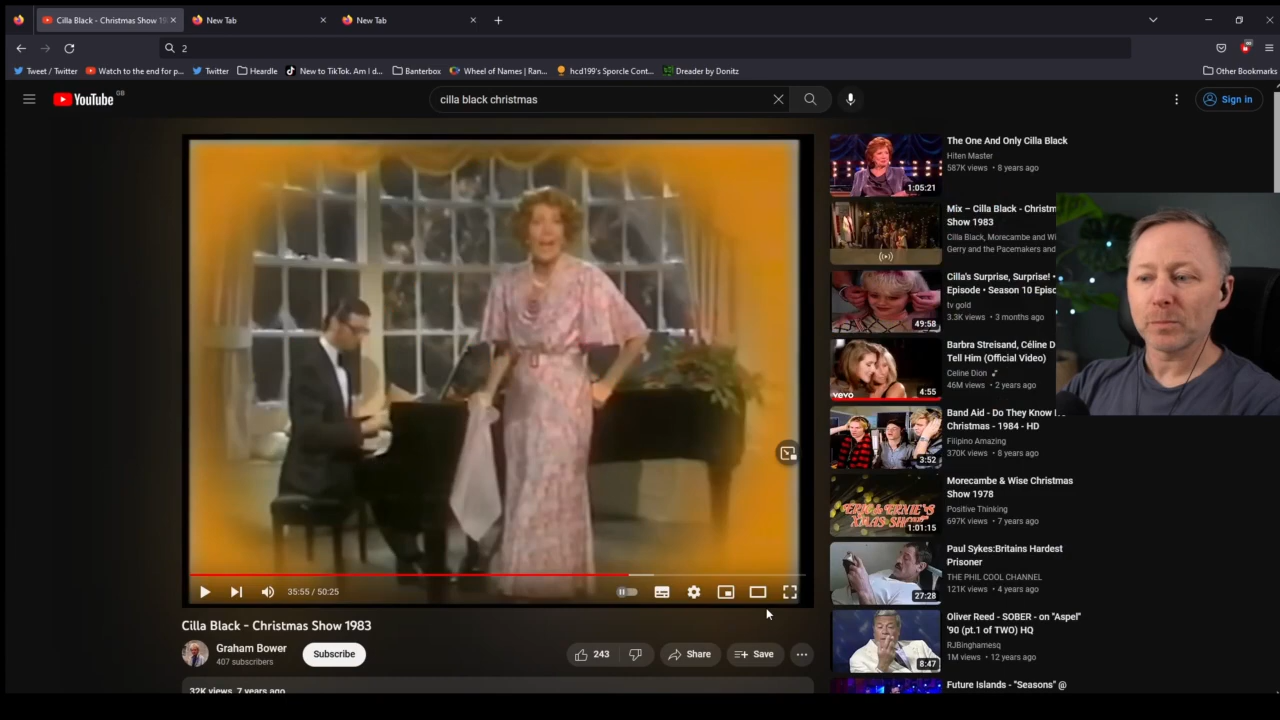 Cilla Black - Christmas Show 19
New Tab
New Tab
2
Tweet / Twitter
Watch to the end for p...
Twitter
Heardle
New to TikTok. Am I d...
Banterbox
Wheel of Names | Ran...
hcd199's Sporcle Cont...
Dreader by Donitz
Other Bookmarks
YouTube GB
cilla black christmas
Sign in
The One And Only Cilla Black
Hiten Master
587K views • 8 years ago
1:05:21
Mix – Cilla Black - Christm
Show 1983
Cilla Black, Morecambe and Wi
Gerry and the Pacemakers and
Cilla's Surprise, Surprise! •
Episode • Season 10 Episo
tv gold
3.3K views • 3 months ago
49:58
Barbra Streisand, Céline D
Tell Him (Official Video)
Celine Dion
46M views • 2 years ago
vevo
4:55
Band Aid - Do They Know I
Christmas - 1984 - HD
Filipino Amazing
370K views • 8 years ago
3:52
Morecambe & Wise Christmas
Show 1978
Positive Thinking
697K views • 7 years ago
ERIC & ERNIE'S
XMAS SHOW
1:01:15
Paul Sykes:Britains Hardest
Prisoner
THE PHIL COOL CHANNEL
121K views • 4 years ago
27:28
Oliver Reed - SOBER - on "Aspel"
'90 (pt.1 of TWO) HQ
RJBinghamesq
1M views • 12 years ago
8:47
Future Islands - "Seasons" @
35:55 / 50:25
Cilla Black - Christmas Show 1983
Graham Bower
407 subscribers
Subscribe
243
Share
Save
32K views 7 years ago